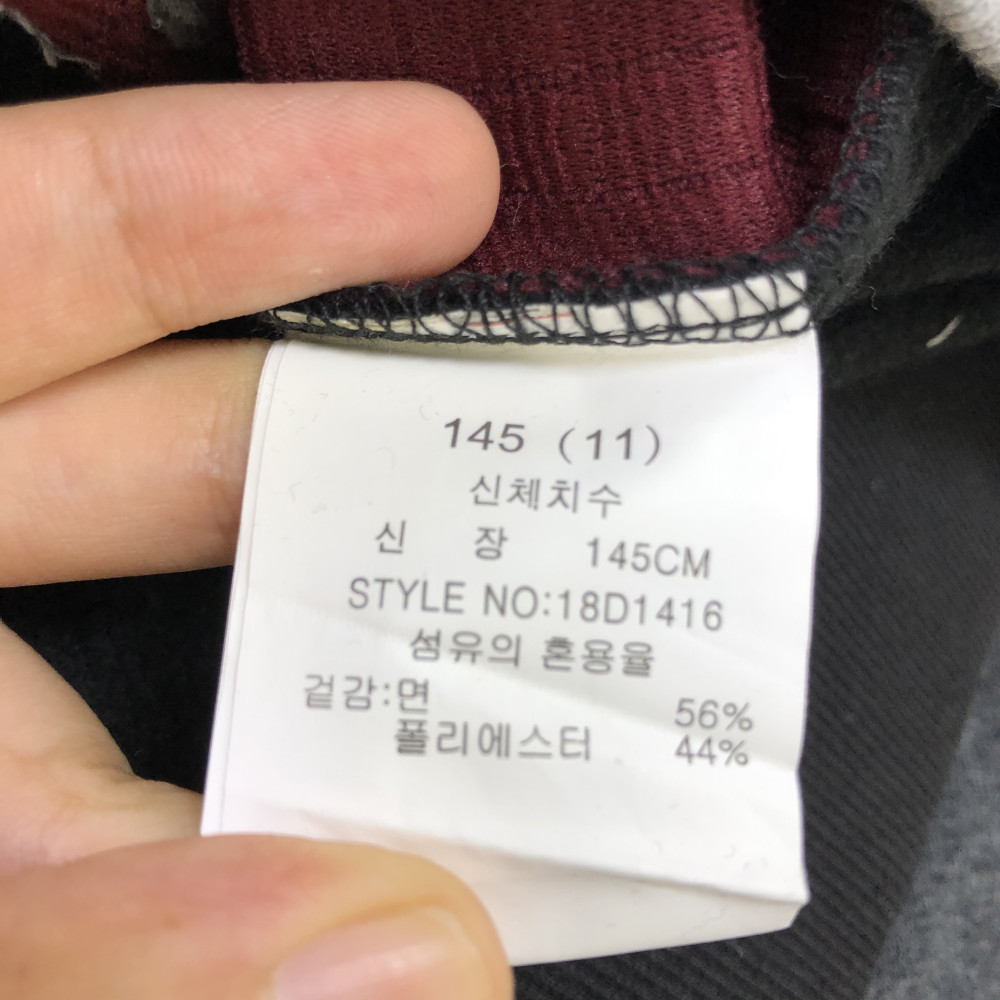 145 (11)
신체치수
신 장 145CM
STYLE NO:18D1416
섬유의 혼용율
겉감:면 56%
폴리에스터 44%